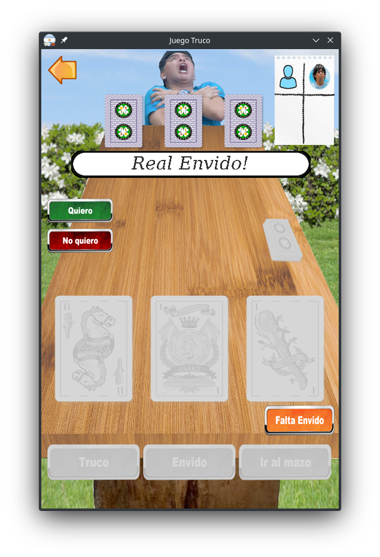 Juego Truco
Real Envido!
Quiero
No quiero
Falta Envido
Truco
Envido
Ir al mazo